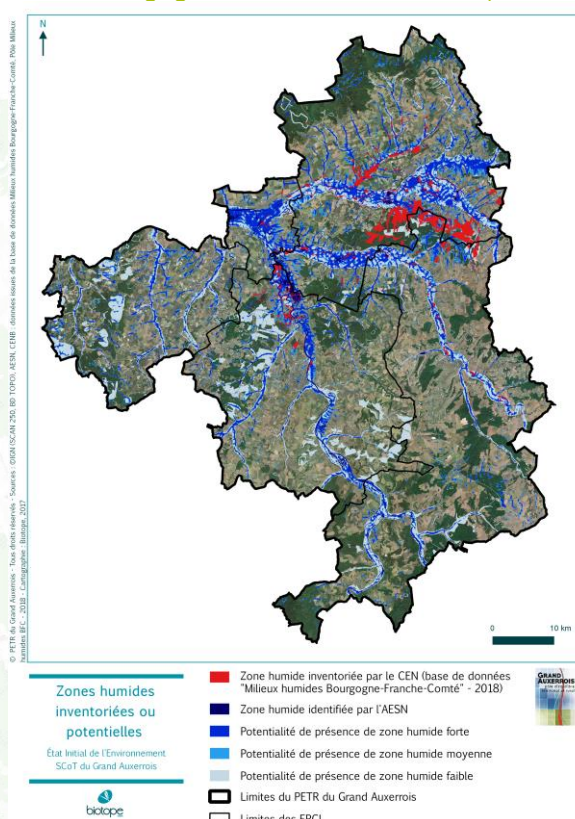 N
© PETR du Grand Auxerrois - Tous droits réservés - Sources : ©IGN (SCAN 250, BD TOPO), AESN, CENB : données issues de la base de données Milieux humides Bourgogne-Franche-Comté, Pôle Milieux
humides BFC - 2018 - Cartographie : Biotope, 2017
0 10 km
Zones humides
inventoriées ou
potentielles
État Initial de l'Environnement
SCoT du Grand Auxerrois
biotope
Zone humide inventoriée par le CEN (base de données
"Milieux humides Bourgogne-Franche-Comté" - 2018)
Zone humide identifiée par l'AESN
Potentialité de présence de zone humide forte
Potentialité de présence de zone humide moyenne
Potentialité de présence de zone humide faible
Limites du PETR du Grand Auxerrois
Limites des EPCI
GRAND
AUXERROIS